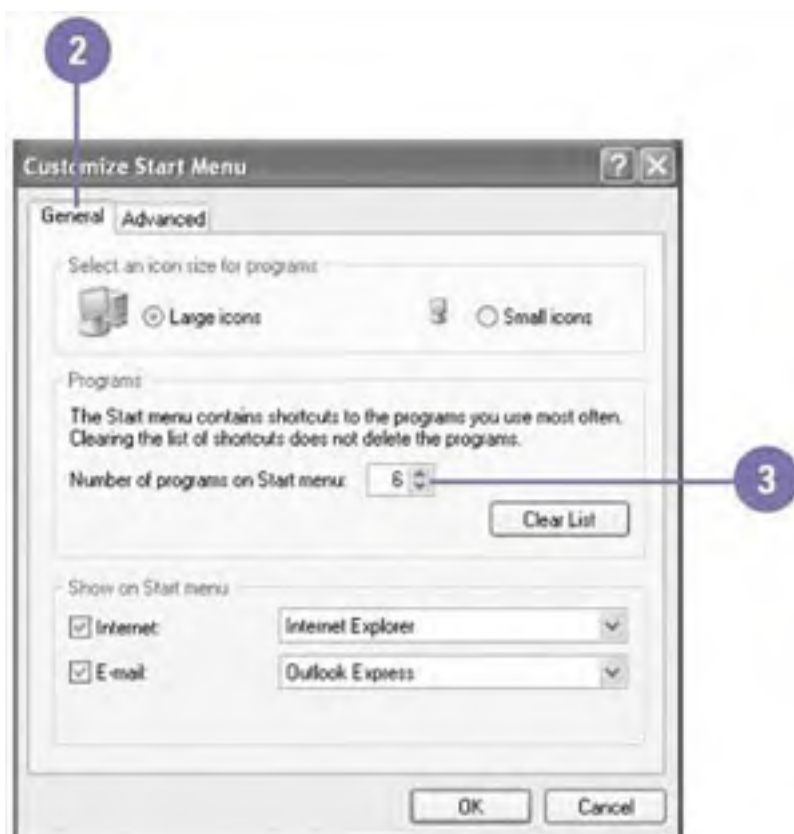 2
Customize Start Menu
General Advanced
Select an icon size for programs
Large icons Small icons
Programs
The Start menu contains shortcuts to the programs you use most often.
Clearing the list of shortcuts does not delete the programs.
Number of programs on Start menu: 6
3
Clear List
Show on Start menu
Internet: Internet Explorer
E-mail: Outlook Express
OK Cancel